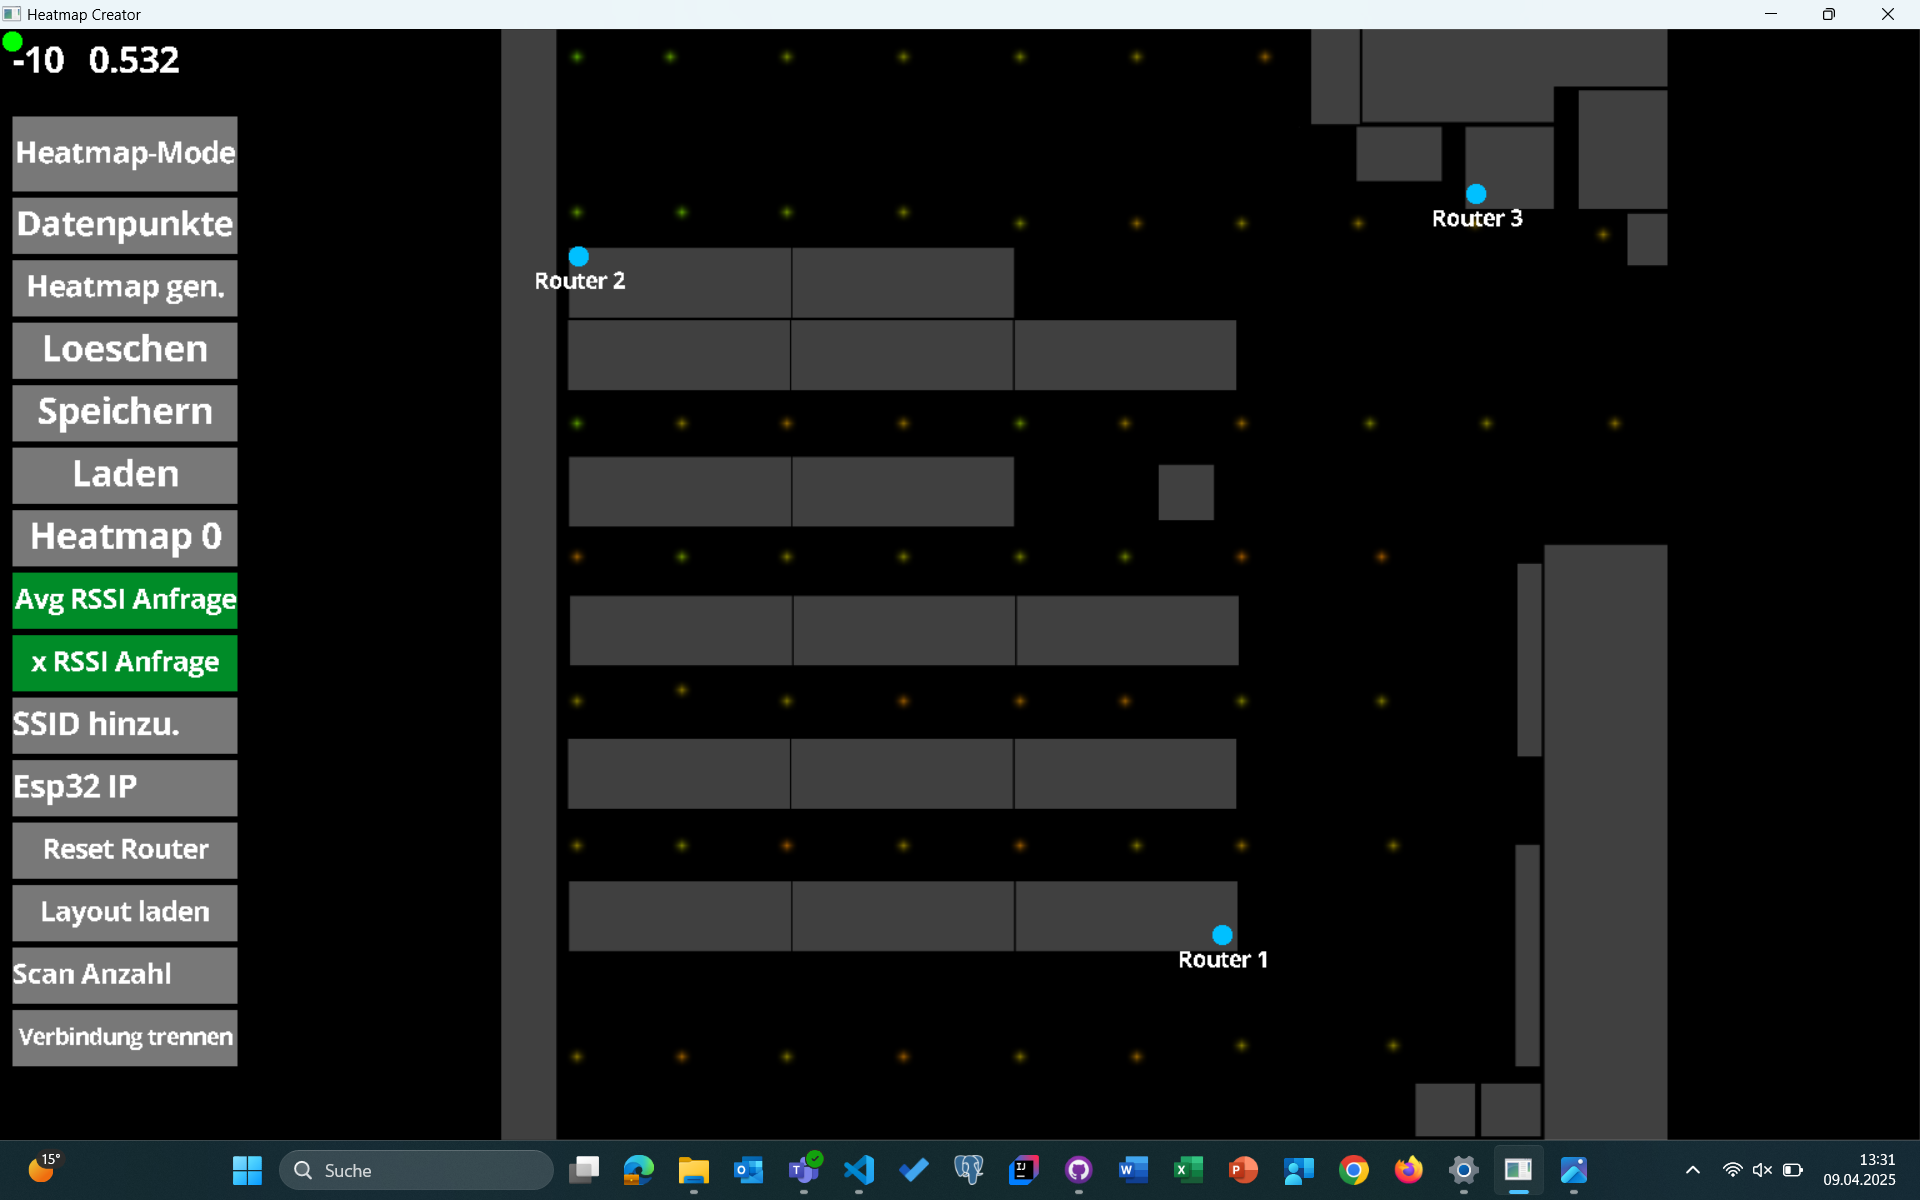 Heatmap Creator
-10 0.532
Heatmap-Mode
Datenpunkte
Heatmap gen.
Loeschen
Speichern
Laden
Heatmap 0
Avg RSSI Anfrage
x RSSI Anfrage
SSID hinzu.
Esp32 IP
Reset Router
Layout laden
Scan Anzahl
Verbindung trennen
Router 3
Router 2
Router 1
15°
Suche
13:31
09.04.2025